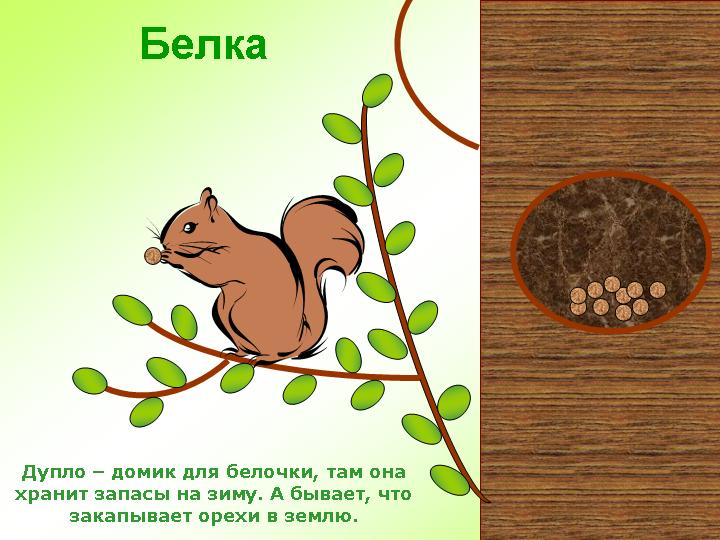 Белка
Дупло – домик для белочки, там она
хранит запасы на зиму. А бывает, что
закапывает орехи в землю.